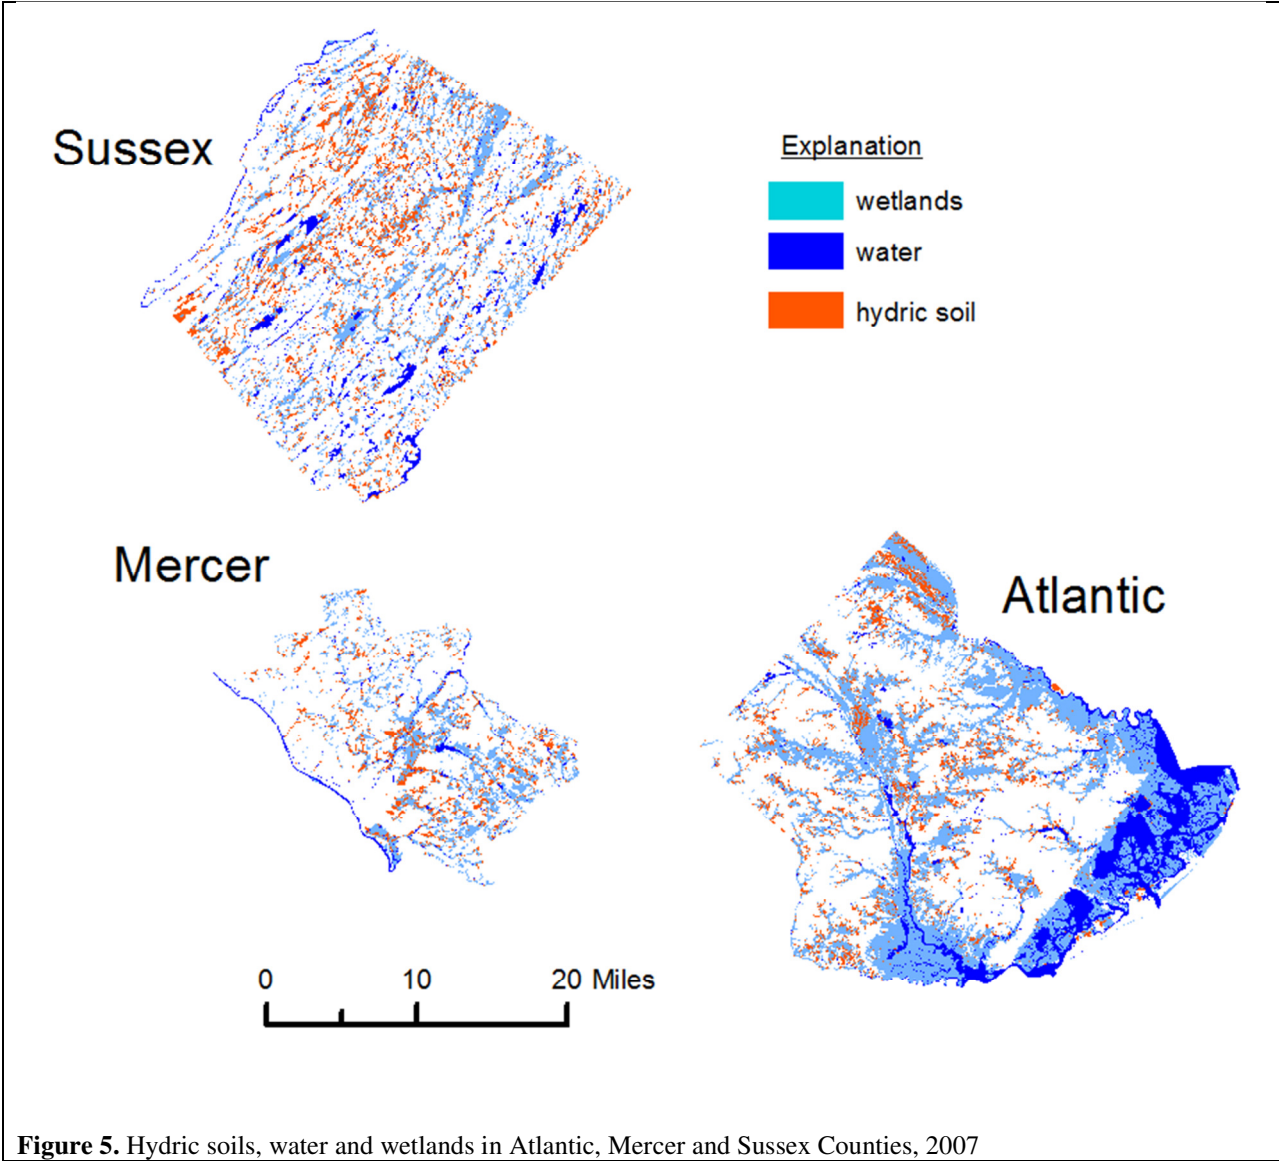 Sussex
Explanation
wetlands
water
hydric soil
Mercer
Atlantic
0 10 20 Miles
Figure 5. Hydric soils, water and wetlands in Atlantic, Mercer and Sussex Counties, 2007